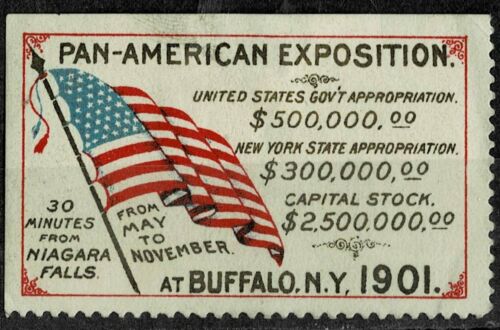 PAN-AMERICAN EXPOSITION.
UNITED STATES GOV'T APPROPRIATION.
$500,000,00
NEW YORK STATE APPROPRIATION.
$300,000,00
CAPITAL STOCK.
$2,500,000,00
30
MINUTES
FROM
NIAGARA
FALLS.
FROM
MAY
TO
NOVEMBER.
AT BUFFALO, N.Y, 1901.